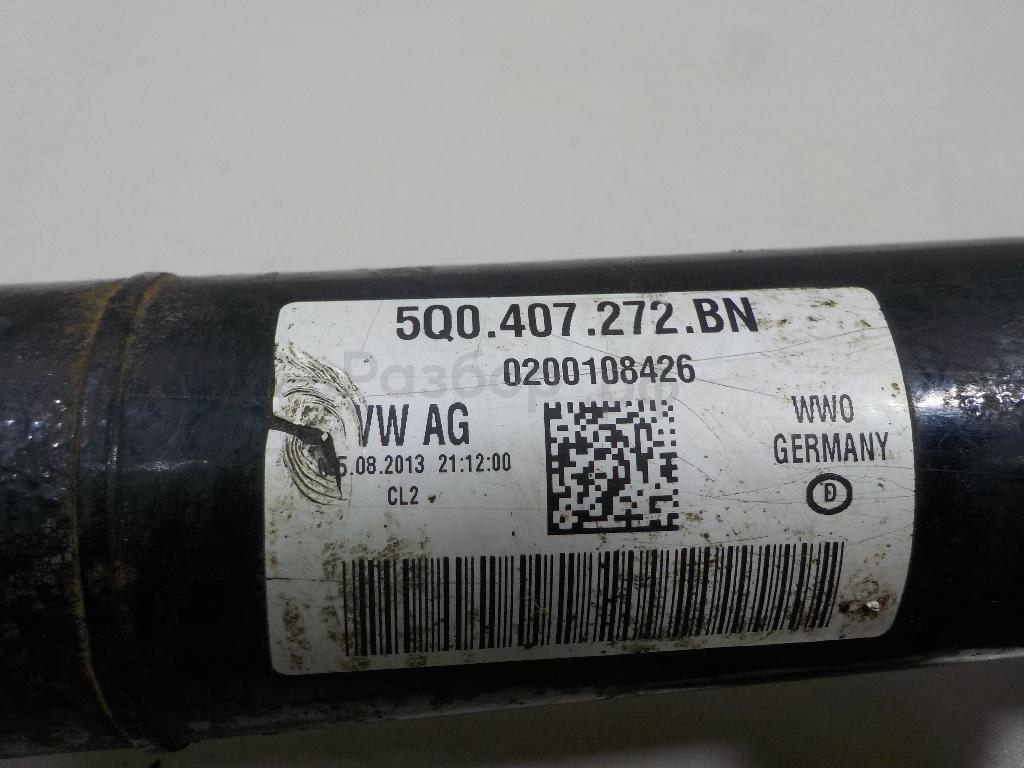 5Q0.407.272.BN
0200108426
VW AG
5.08.2013 21:12:00
CL2
WWO
GERMANY
D